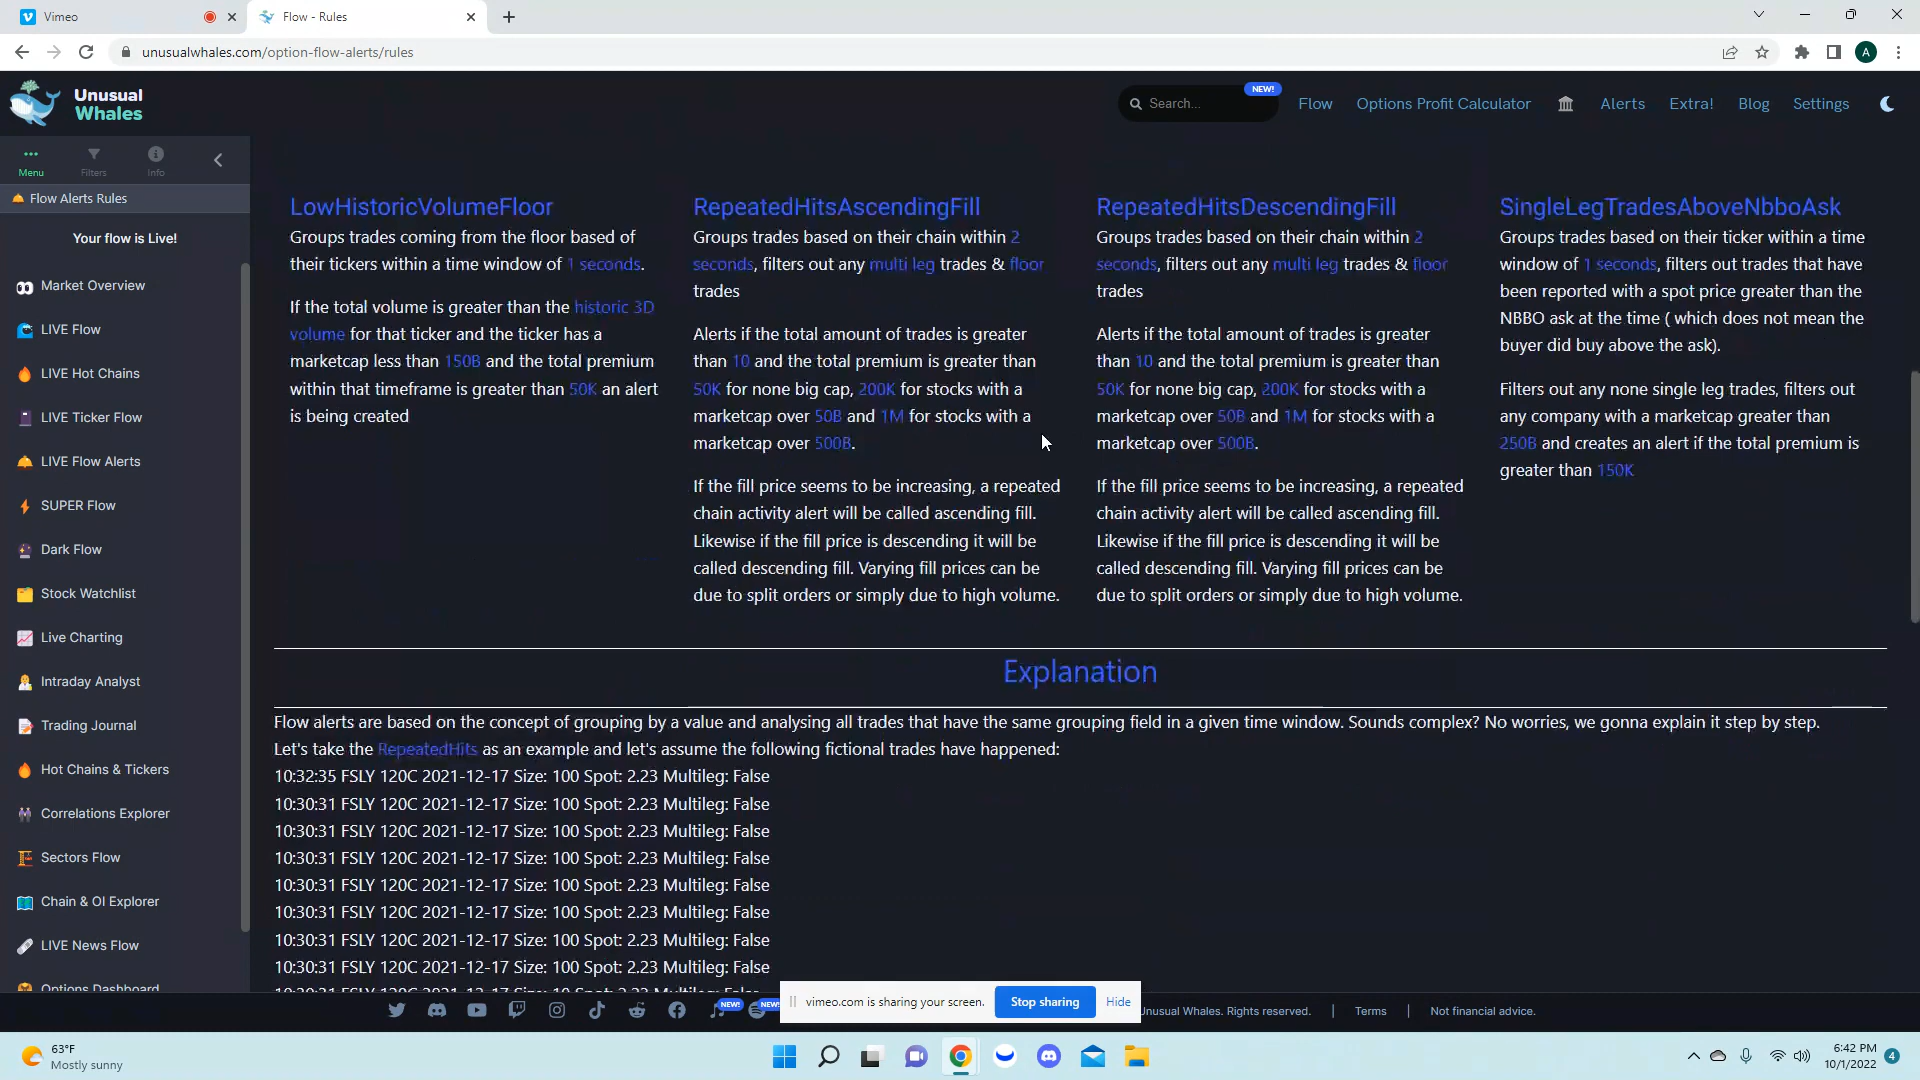 Vimeo
Flow - Rules
unusualwhales.com/option-flow-alerts/rules
A
Unusual
Whales
Search...
NEW!
Flow
Options Profit Calculator
Alerts
Extra!
Blog
Settings
Menu
Filters
Info
Flow Alerts Rules
Your flow is Live!
Market Overview
LIVE Flow
LIVE Hot Chains
LIVE Ticker Flow
LIVE Flow Alerts
SUPER Flow
Dark Flow
Stock Watchlist
Live Charting
Intraday Analyst
Trading Journal
Hot Chains & Tickers
Correlations Explorer
Sectors Flow
Chain & OI Explorer
LIVE News Flow
Options Dashboard
LowHistoricVolumeFloor
Groups trades coming from the floor based of
their tickers within a time window of 1 seconds.
If the total volume is greater than the historic 3D
volume for that ticker and the ticker has a
marketcap less than 150B and the total premium
within that timeframe is greater than 50K an alert
is being created
RepeatedHitsAscendingFill
Groups trades based on their chain within 2
seconds, filters out any multi leg trades & floor
trades
Alerts if the total amount of trades is greater
than 10 and the total premium is greater than
50K for none big cap, 200K for stocks with a
marketcap over 50B and 1M for stocks with a
marketcap over 500B.
If the fill price seems to be increasing, a repeated
chain activity alert will be called ascending fill.
Likewise if the fill price is descending it will be
called descending fill. Varying fill prices can be
due to split orders or simply due to high volume.
RepeatedHitsDescendingFill
Groups trades based on their chain within 2
seconds, filters out any multi leg trades & floor
trades
Alerts if the total amount of trades is greater
than 10 and the total premium is greater than
50K for none big cap, 200K for stocks with a
marketcap over 50B and 1M for stocks with a
marketcap over 500B.
If the fill price seems to be increasing, a repeated
chain activity alert will be called ascending fill.
Likewise if the fill price is descending it will be
called descending fill. Varying fill prices can be
due to split orders or simply due to high volume.
SingleLegTradesAboveNbboAsk
Groups trades based on their ticker within a time
window of 1 seconds, filters out trades that have
been reported with a spot price greater than the
NBBO ask at the time ( which does not mean the
buyer did buy above the ask).
Filters out any none single leg trades, filters out
any company with a marketcap greater than
250B and creates an alert if the total premium is
greater than 150K
Explanation
Flow alerts are based on the concept of grouping by a value and analysing all trades that have the same grouping field in a given time window. Sounds complex? No worries, we gonna explain it step by step.
Let's take the RepeatedHits as an example and let's assume the following fictional trades have happened:
10:32:35 FSLY 120C 2021-12-17 Size: 100 Spot: 2.23 Multileg: False
10:30:31 FSLY 120C 2021-12-17 Size: 100 Spot: 2.23 Multileg: False
10:30:31 FSLY 120C 2021-12-17 Size: 100 Spot: 2.23 Multileg: False
10:30:31 FSLY 120C 2021-12-17 Size: 100 Spot: 2.23 Multileg: False
10:30:31 FSLY 120C 2021-12-17 Size: 100 Spot: 2.23 Multileg: False
10:30:31 FSLY 120C 2021-12-17 Size: 100 Spot: 2.23 Multileg: False
10:30:31 FSLY 120C 2021-12-17 Size: 100 Spot: 2.23 Multileg: False
10:30:31 FSLY 120C 2021-12-17 Size: 100 Spot: 2.23 Multileg: False
NEW!
NEW!
vimeo.com is sharing your screen.
Stop sharing
Hide
Unusual Whales. Rights reserved.
Terms
Not financial advice.
63°F
Mostly sunny
6:42 PM
10/1/2022
4